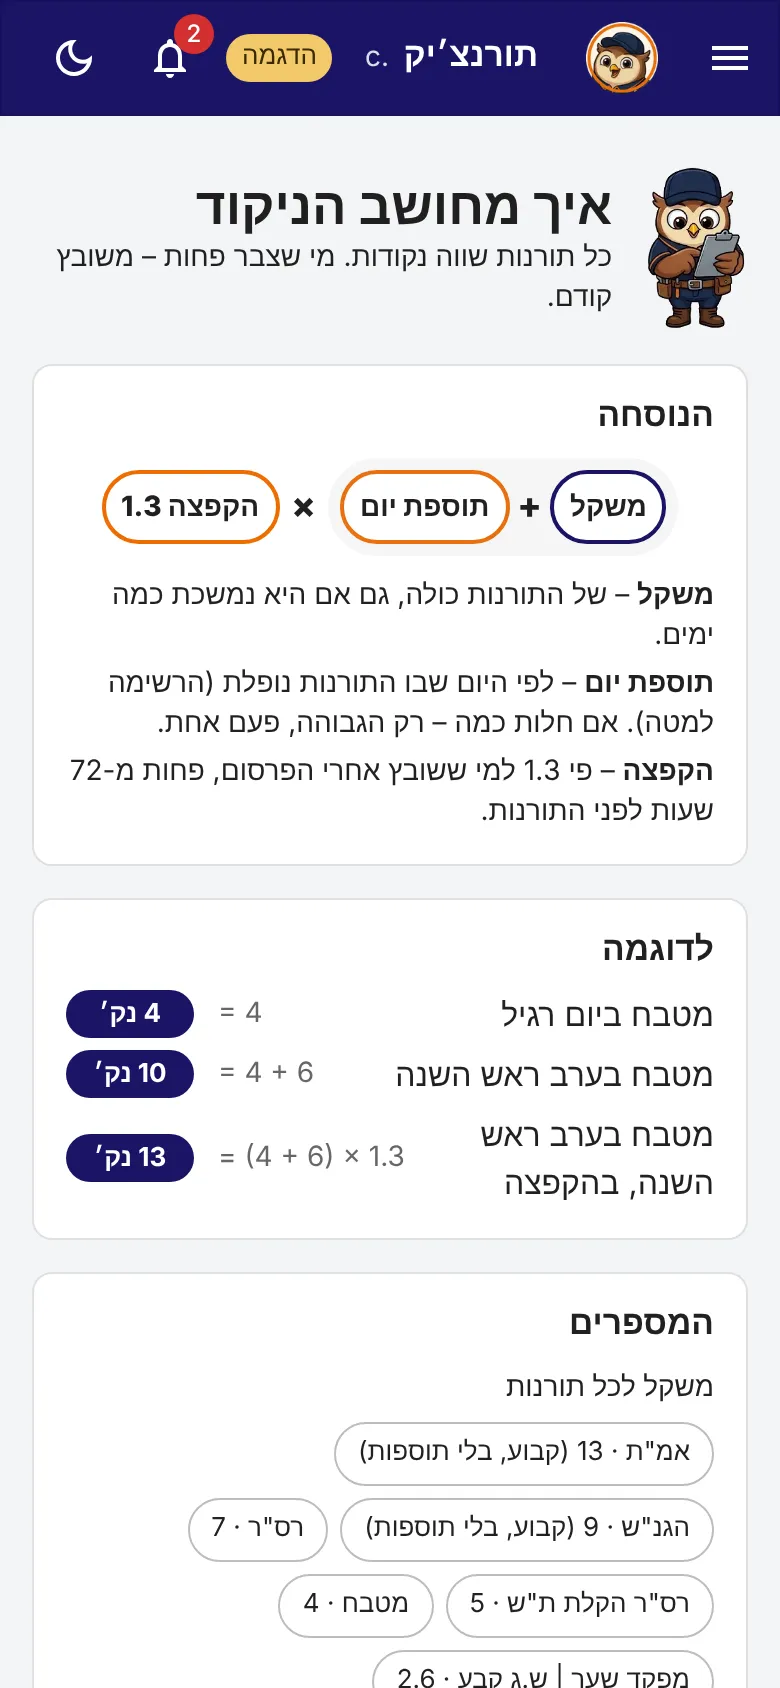 תורנצ׳יק c. הדגמה 2
איך מחושב הניקוד
כל תורנות שווה נקודות. מי שצבר פחות – משובץ
קודם.
הנוסחה
משקל + תוספת יום × הקפצה 1.3
משקל – של התורנות כולה, גם אם היא נמשכת כמה
ימים.
תוספת יום – לפי היום שבו התורנות נופלת (הרשימה
למטה). אם חלות כמה – רק הגבוהה, פעם אחת.
הקפצה – פי 1.3 למי ששובץ אחרי הפרסום, פחות מ-72
שעות לפני התורנות.
לדוגמה
מטבח ביום רגיל = 4 4 נק׳
מטבח בערב ראש השנה = 4 + 6 10 נק׳
מטבח בערב ראש
השנה, בהקפצה = (4 + 6) × 1.3 13 נק׳
המספרים
משקל לכל תורנות
אמ"ת · 13 (קבוע, בלי תוספות)
הגנ"ש · 9 (קבוע, בלי תוספות) רס"ר · 7
רס"ר הקלת ת"ש · 5 מטבח · 4
מפקד שער | ש.ג קבע · 2.6